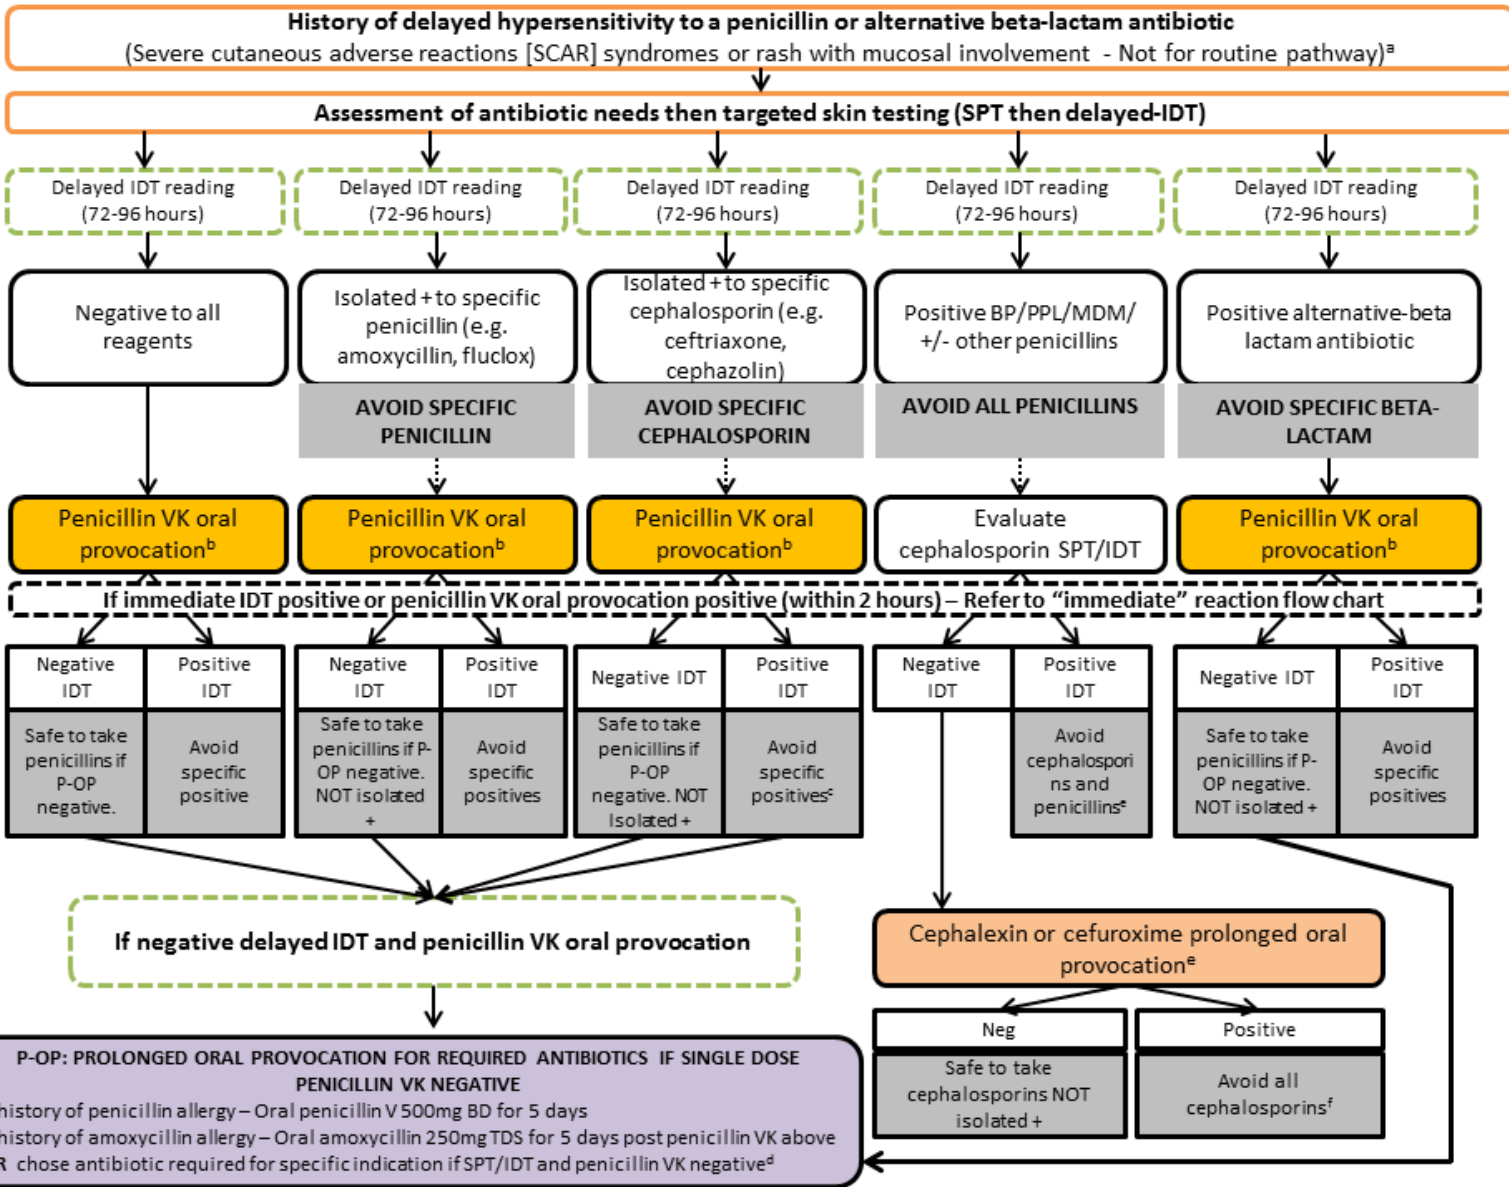 History of delayed hypersensitivity to a penicillin or alternative beta-lactam antibiotic
(Severe cutaneous adverse reactions [SCAR] syndromes or rash with mucosal involvement - Not for routine pathway)ᵃ
Assessment of antibiotic needs then targeted skin testing (SPT then delayed-IDT)
Delayed IDT reading
(72-96 hours)
Delayed IDT reading
(72-96 hours)
Delayed IDT reading
(72-96 hours)
Delayed IDT reading
(72-96 hours)
Delayed IDT reading
(72-96 hours)
Negative to all
reagents
Isolated + to specific
penicillin (e.g.
amoxycillin, fluclox)
Isolated + to specific
cephalosporin (e.g.
ceftriaxone,
cephazolin)
Positive BP/PPL/MDM/
+/- other penicillins
Positive alternative-beta
lactam antibiotic
AVOID SPECIFIC
PENICILLIN
AVOID SPECIFIC
CEPHALOSPORIN
AVOID ALL PENICILLINS
AVOID SPECIFIC BETA-
LACTAM
Penicillin VK oral
provocationᵇ
Penicillin VK oral
provocationᵇ
Penicillin VK oral
provocationᵇ
Evaluate
cephalosporin SPT/IDT
Penicillin VK oral
provocationᵇ
If immediate IDT positive or penicillin VK oral provocation positive (within 2 hours) – Refer to “immediate” reaction flow chart
Negative
IDT
Positive
IDT
Negative
IDT
Positive
IDT
Negative IDT
Positive
IDT
Negative
IDT
Positive
IDT
Negative IDT
Positive
IDT
Safe to take
penicillins if
P-OP
negative.
Avoid
specific
positive
Safe to take
penicillins if P-
OP negative.
NOT isolated
+
Avoid
specific
positives
Safe to take
penicillins if
P-OP
negative. NOT
Isolated +
Avoid
specific
positivesᶜ
Avoid
cephalospori
ns and
penicillinsᵉ
Safe to take
penicillins if P-
OP negative.
NOT isolated +
Avoid
specific
positives
If negative delayed IDT and penicillin VK oral provocation
Cephalexin or cefuroxime prolonged oral
provocationᵉ
Neg
Positive
Safe to take
cephalosporins NOT
isolated +
Avoid all
cephalosporinsᶠ
P-OP: PROLONGED ORAL PROVOCATION FOR REQUIRED ANTIBIOTICS IF SINGLE DOSE
PENICILLIN VK NEGATIVE
history of penicillin allergy – Oral penicillin V 500mg BD for 5 days
history of amoxycillin allergy – Oral amoxycillin 250mg TDS for 5 days post penicillin VK above
R chose antibiotic required for specific indication if SPT/IDT and penicillin VK negativeᵈ